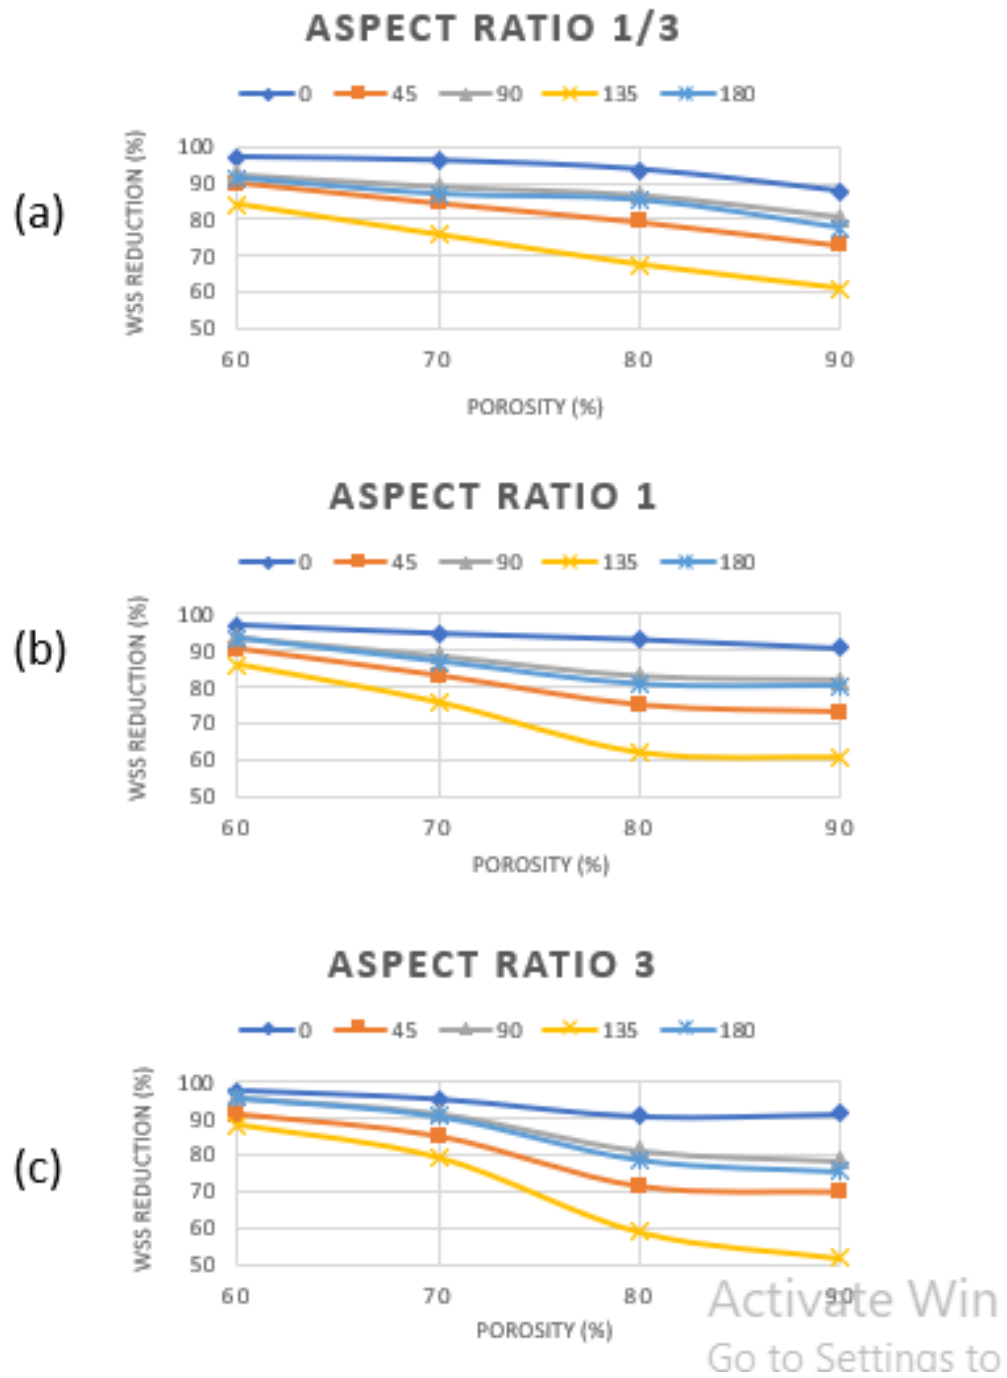 ASPECT RATIO 1/3
0 45 90 135 180
(a)
WSS REDUCTION (%)
100
90
80
70
60
50
60 70 80 90
POROSITY (%)
ASPECT RATIO 1
0 45 90 135 180
(b)
WSS REDUCTION (%)
100
90
80
70
60
50
60 70 80 90
POROSITY (%)
ASPECT RATIO 3
0 45 90 135 180
(c)
WSS REDUCTION (%)
100
90
80
70
60
50
60 70 80 90
POROSITY (%)
Activate Win
Go to Settings to